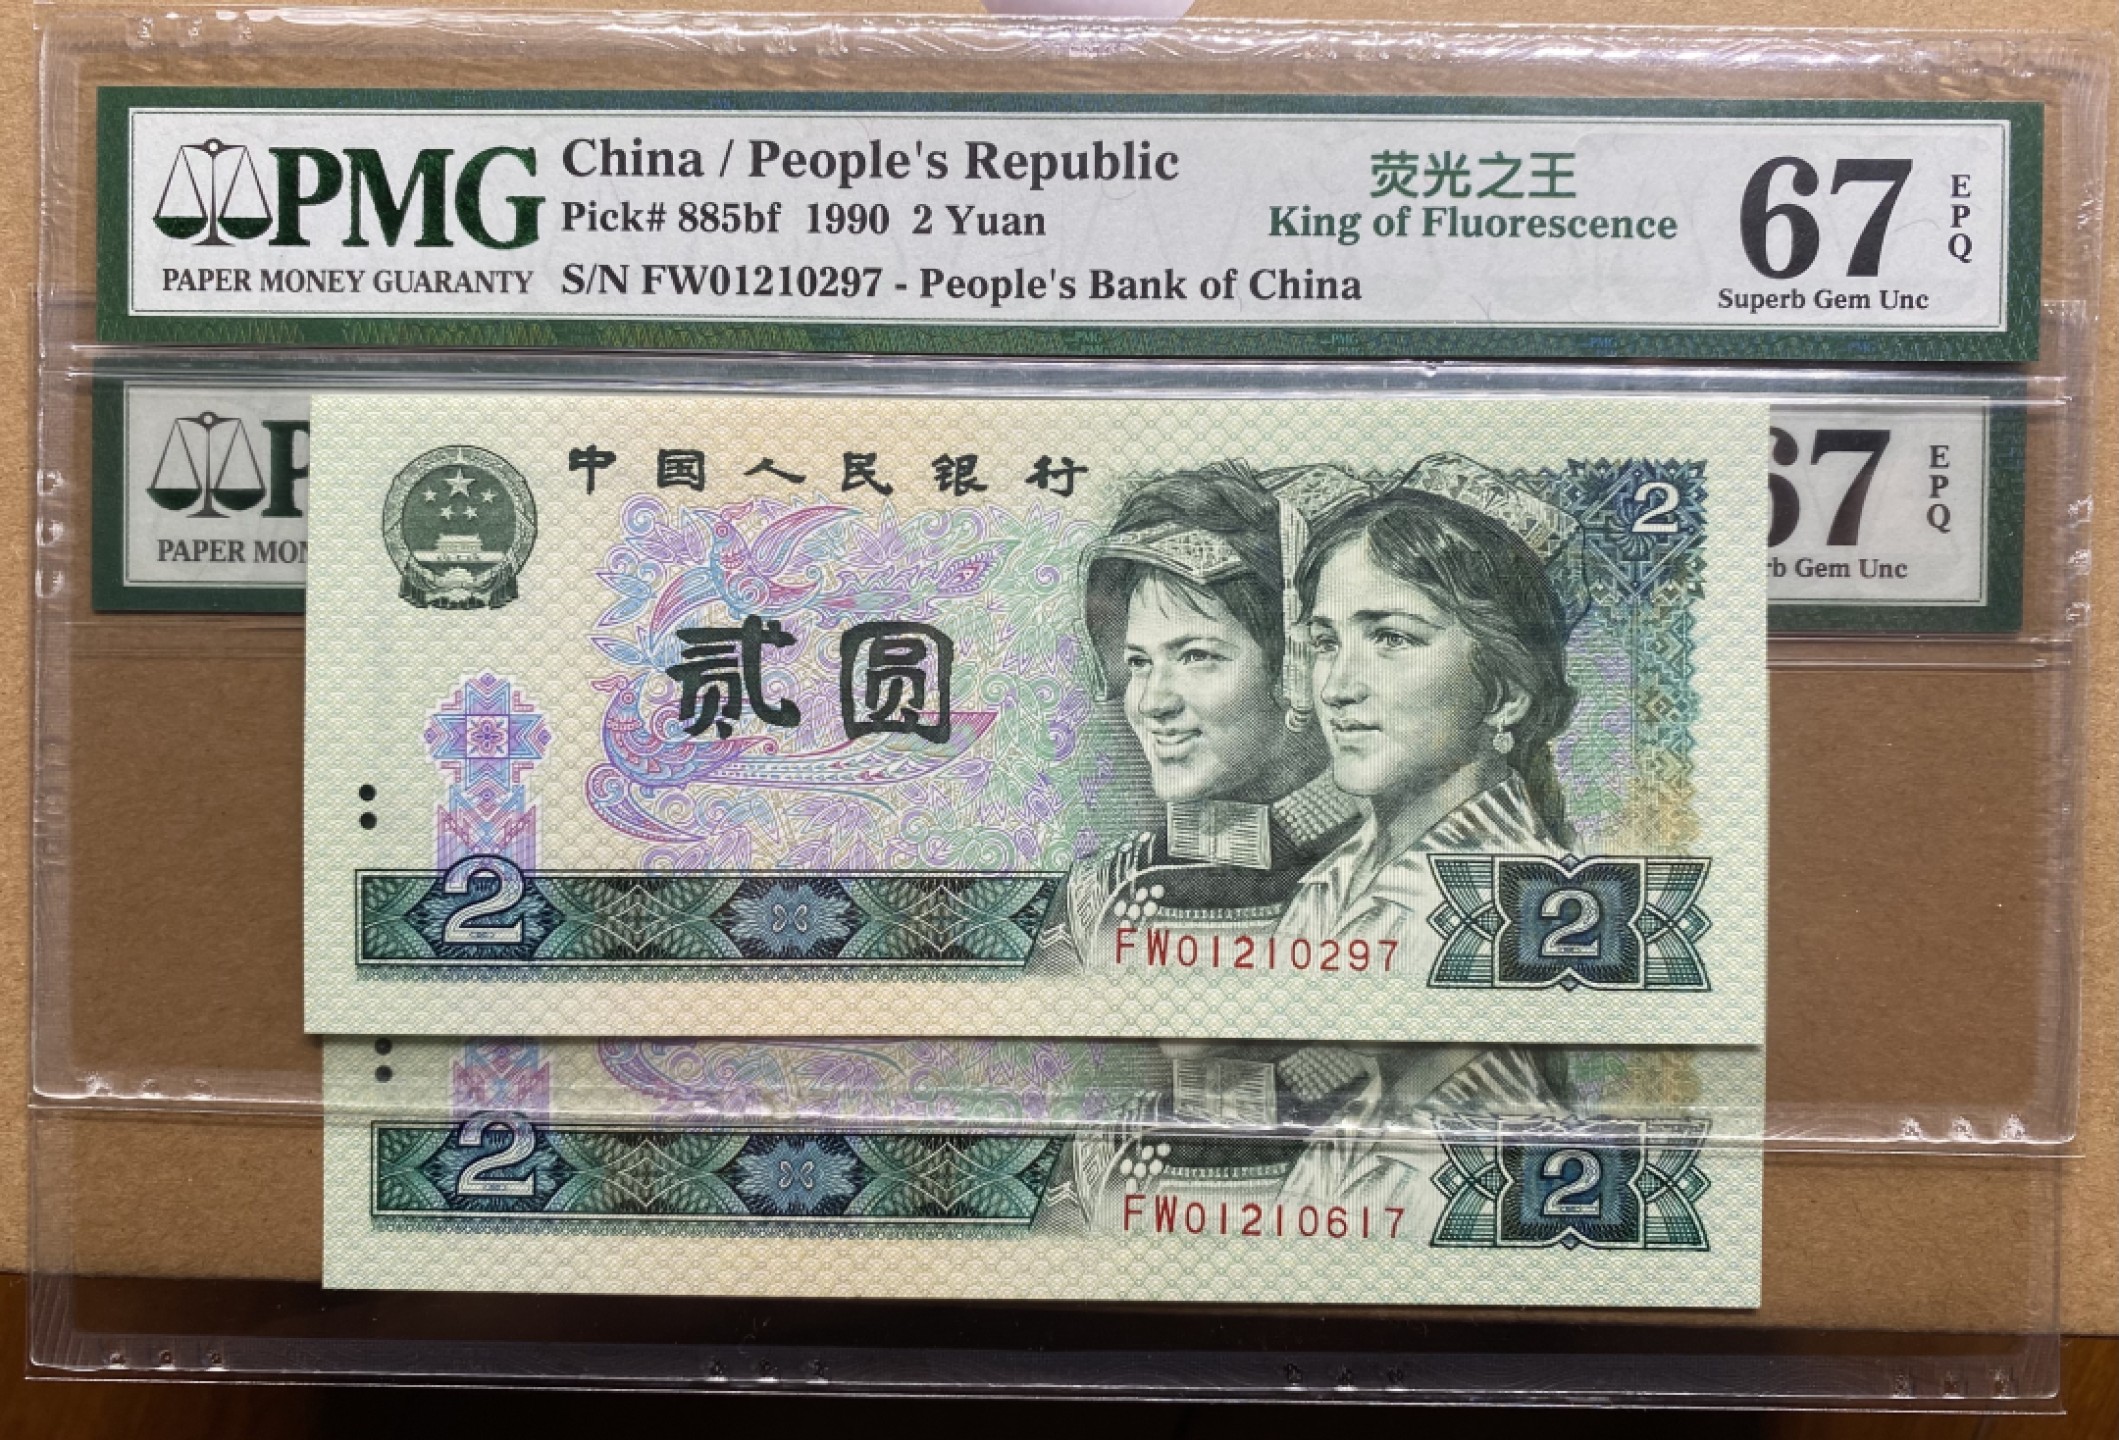 PMG
PAPER MONEY GUARANTY
China / People's Republic
Pick# 885bf 1990 2 Yuan
S/N FW01210297 - People's Bank of China
荧光之王
King of Fluorescence
67
EPQ
Superb Gem Unc
P
PAPER MON
67
EPQ
rb Gem Unc
中国人民银行
2
贰圆
2
FW01210297
2
2
FW01210617
2